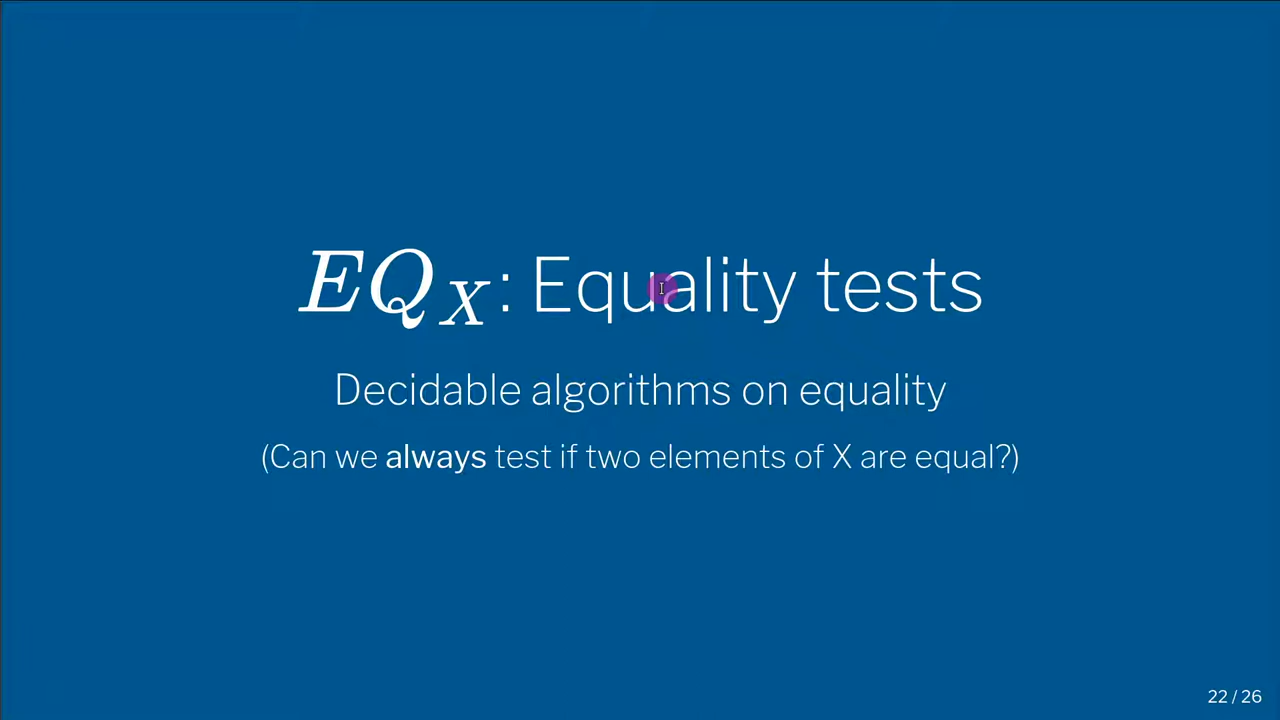 EQ_X: Equality tests
Decidable algorithms on equality
(Can we always test if two elements of X are equal?)
22 / 26